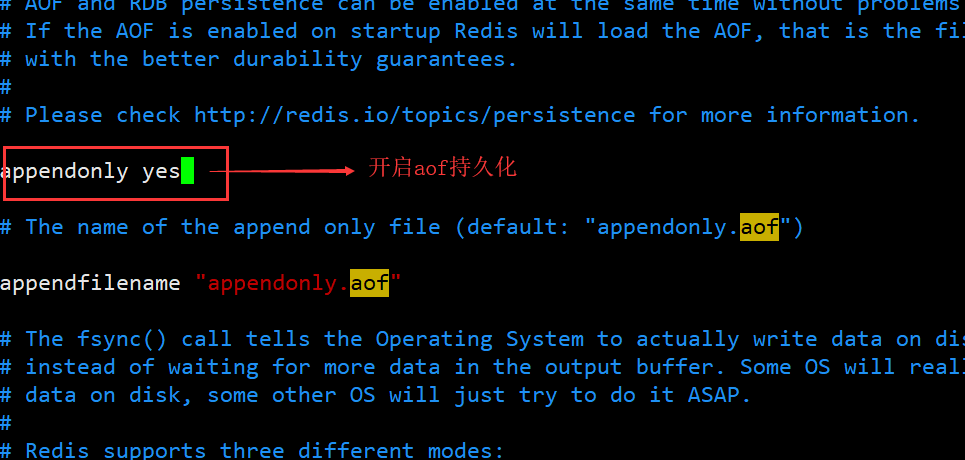 # AOF and RDB persistence can be enabled at the same time without problems
# If the AOF is enabled on startup Redis will load the AOF, that is the fil
# with the better durability guarantees.
#
# Please check http://redis.io/topics/persistence for more information.
appendonly yes 开启aof持久化
# The name of the append only file (default: "appendonly.aof")
appendfilename "appendonly.aof"
# The fsync() call tells the Operating System to actually write data on dis
# instead of waiting for more data in the output buffer. Some OS will reall
# data on disk, some other OS will just try to do it ASAP.
#
# Redis supports three different modes: